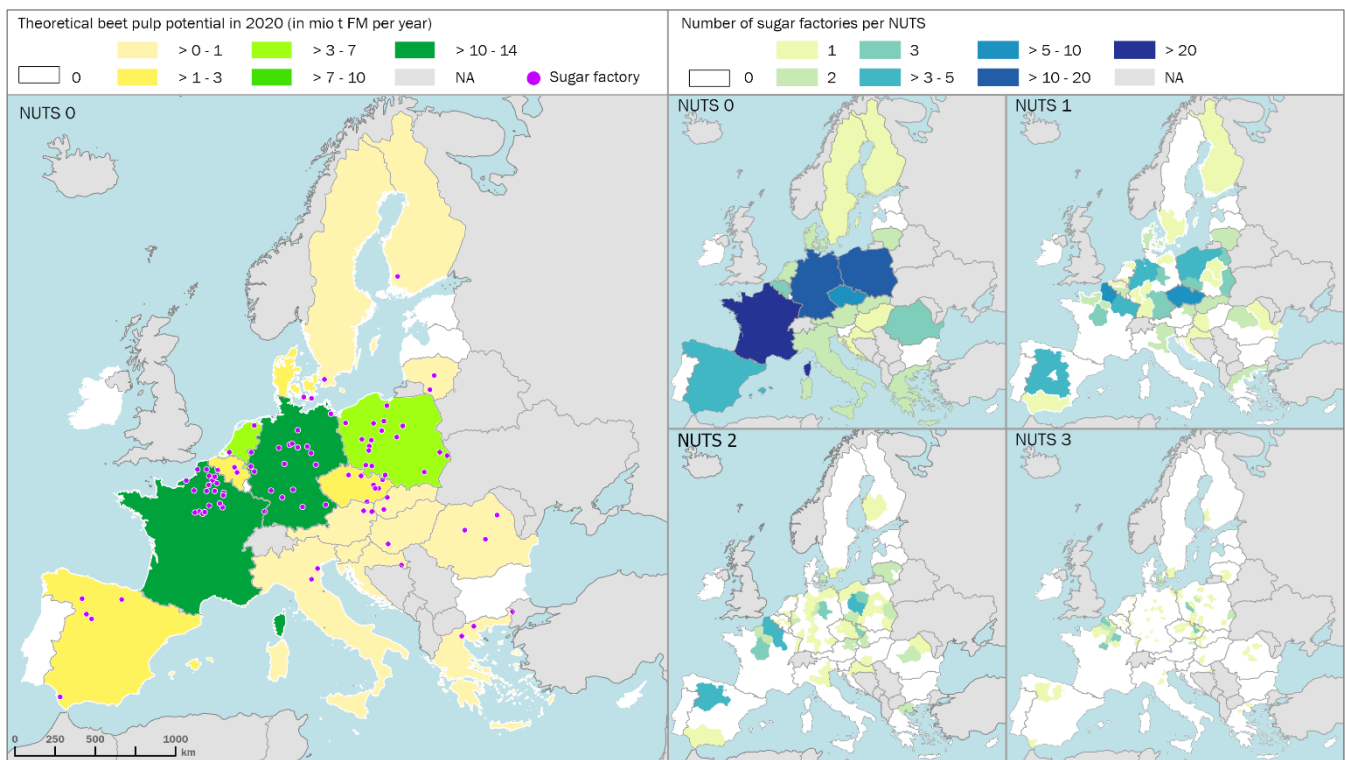 Theoretical beet pulp potential in 2020 (in mio t FM per year)
> 0 - 1
> 3 - 7
> 10 - 14
0
> 1 - 3
> 7 - 10
NA
Sugar factory
Number of sugar factories per NUTS
1
3
> 5 - 10
> 20
0
2
> 3 - 5
> 10 - 20
NA
NUTS 0
NUTS 0
NUTS 1
NUTS 2
NUTS 3
0 250 500 1000
km